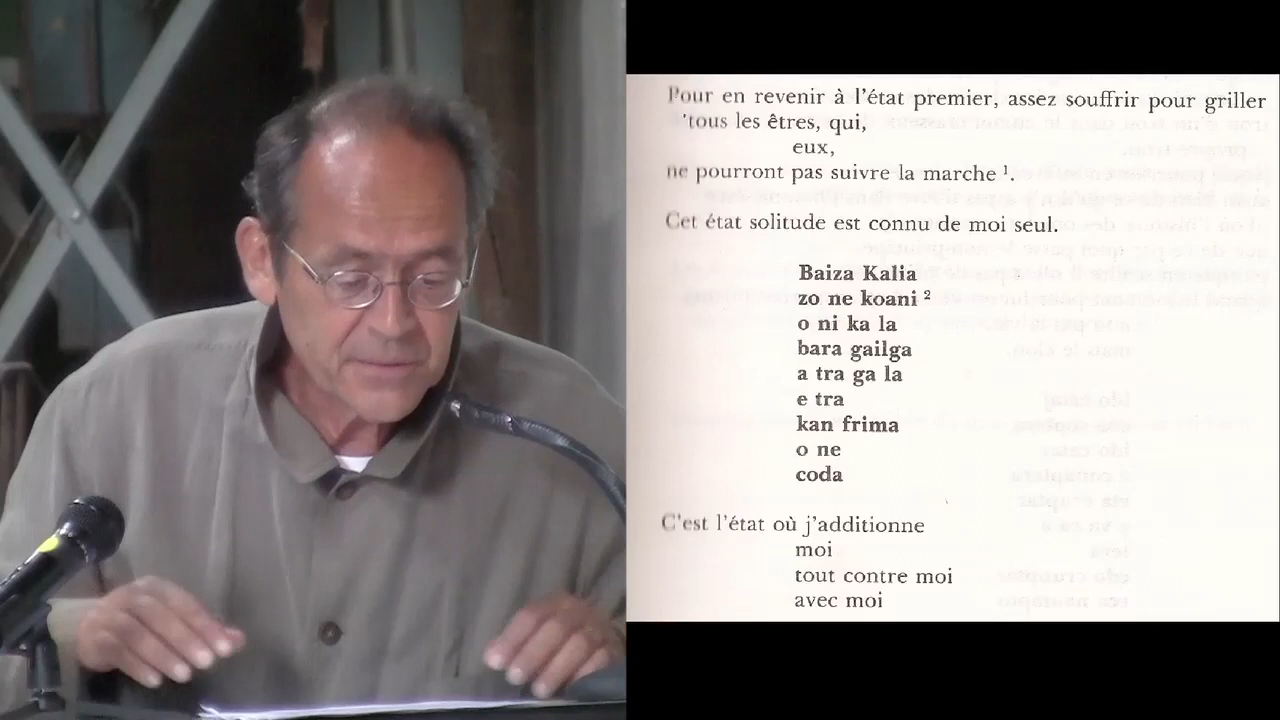 Pour en revenir à l'état premier, assez souffrir pour griller
tous les êtres, qui,
eux,
ne pourront pas suivre la marche ¹.
Cet état solitude est connu de moi seul.
Baiza Kalia
zo ne koani ²
o ni ka la
bara gailga
a tra ga la
e tra
kan frima
o ne
coda
C'est l'état où j'additionne
moi
tout contre moi
avec moi